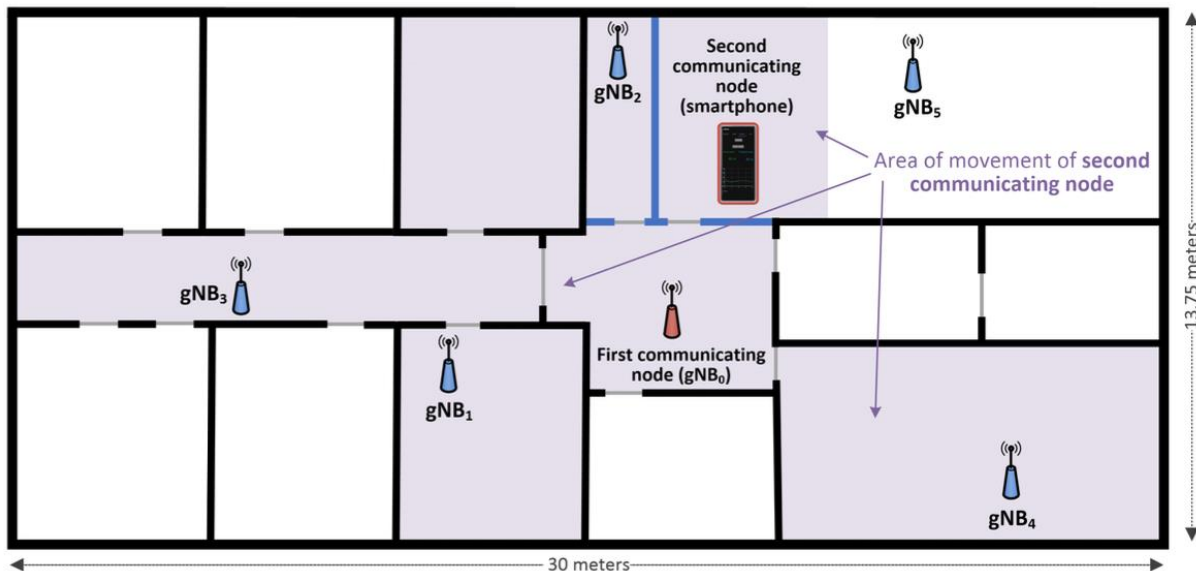 gNB₂
Second
communicating
node
(smartphone)
gNB₅
Area of movement of second
communicating node
gNB₃
First communicating
node (gNB₀)
gNB₁
gNB₄
13.75 meters
30 meters